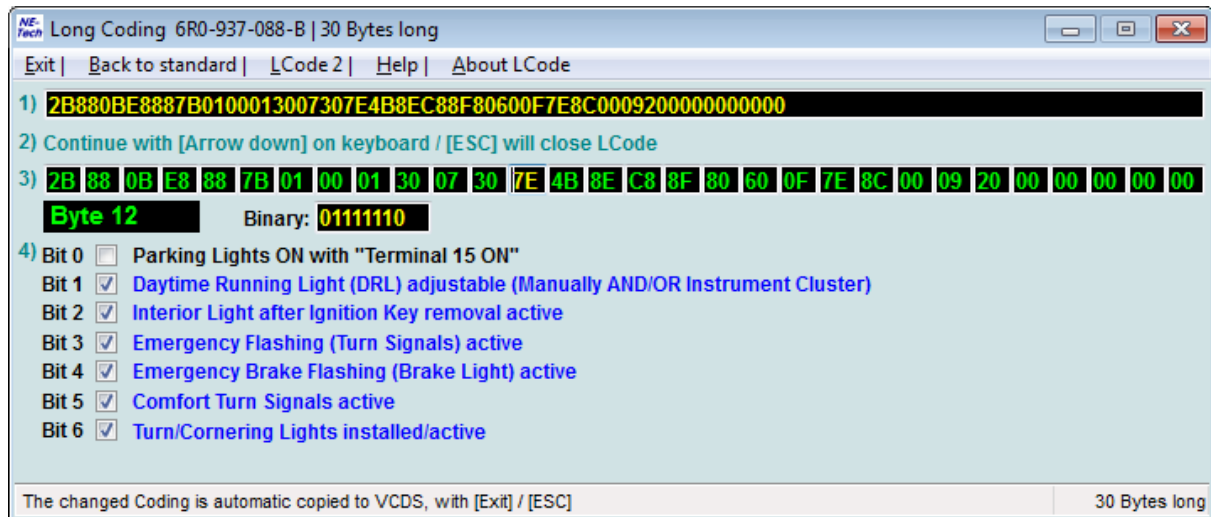 NE-Tech Long Coding 6R0-937-088-B | 30 Bytes long
Exit | Back to standard | LCode 2 | Help | About LCode
1) 2B880BE8887B0100013007307E4B8EC88F80600F7E8C0009200000000000
2) Continue with [Arrow down] on keyboard / [ESC] will close LCode
3) 2B 88 0B E8 88 7B 01 00 01 30 07 30 7E 4B 8E C8 8F 80 60 0F 7E 8C 00 09 20 00 00 00 00 00
Byte 12 Binary: 01111110
4) Bit 0 Parking Lights ON with "Terminal 15 ON"
Bit 1 Daytime Running Light (DRL) adjustable (Manually AND/OR Instrument Cluster)
Bit 2 Interior Light after Ignition Key removal active
Bit 3 Emergency Flashing (Turn Signals) active
Bit 4 Emergency Brake Flashing (Brake Light) active
Bit 5 Comfort Turn Signals active
Bit 6 Turn/Cornering Lights installed/active
The changed Coding is automatic copied to VCDS, with [Exit] / [ESC] 30 Bytes long